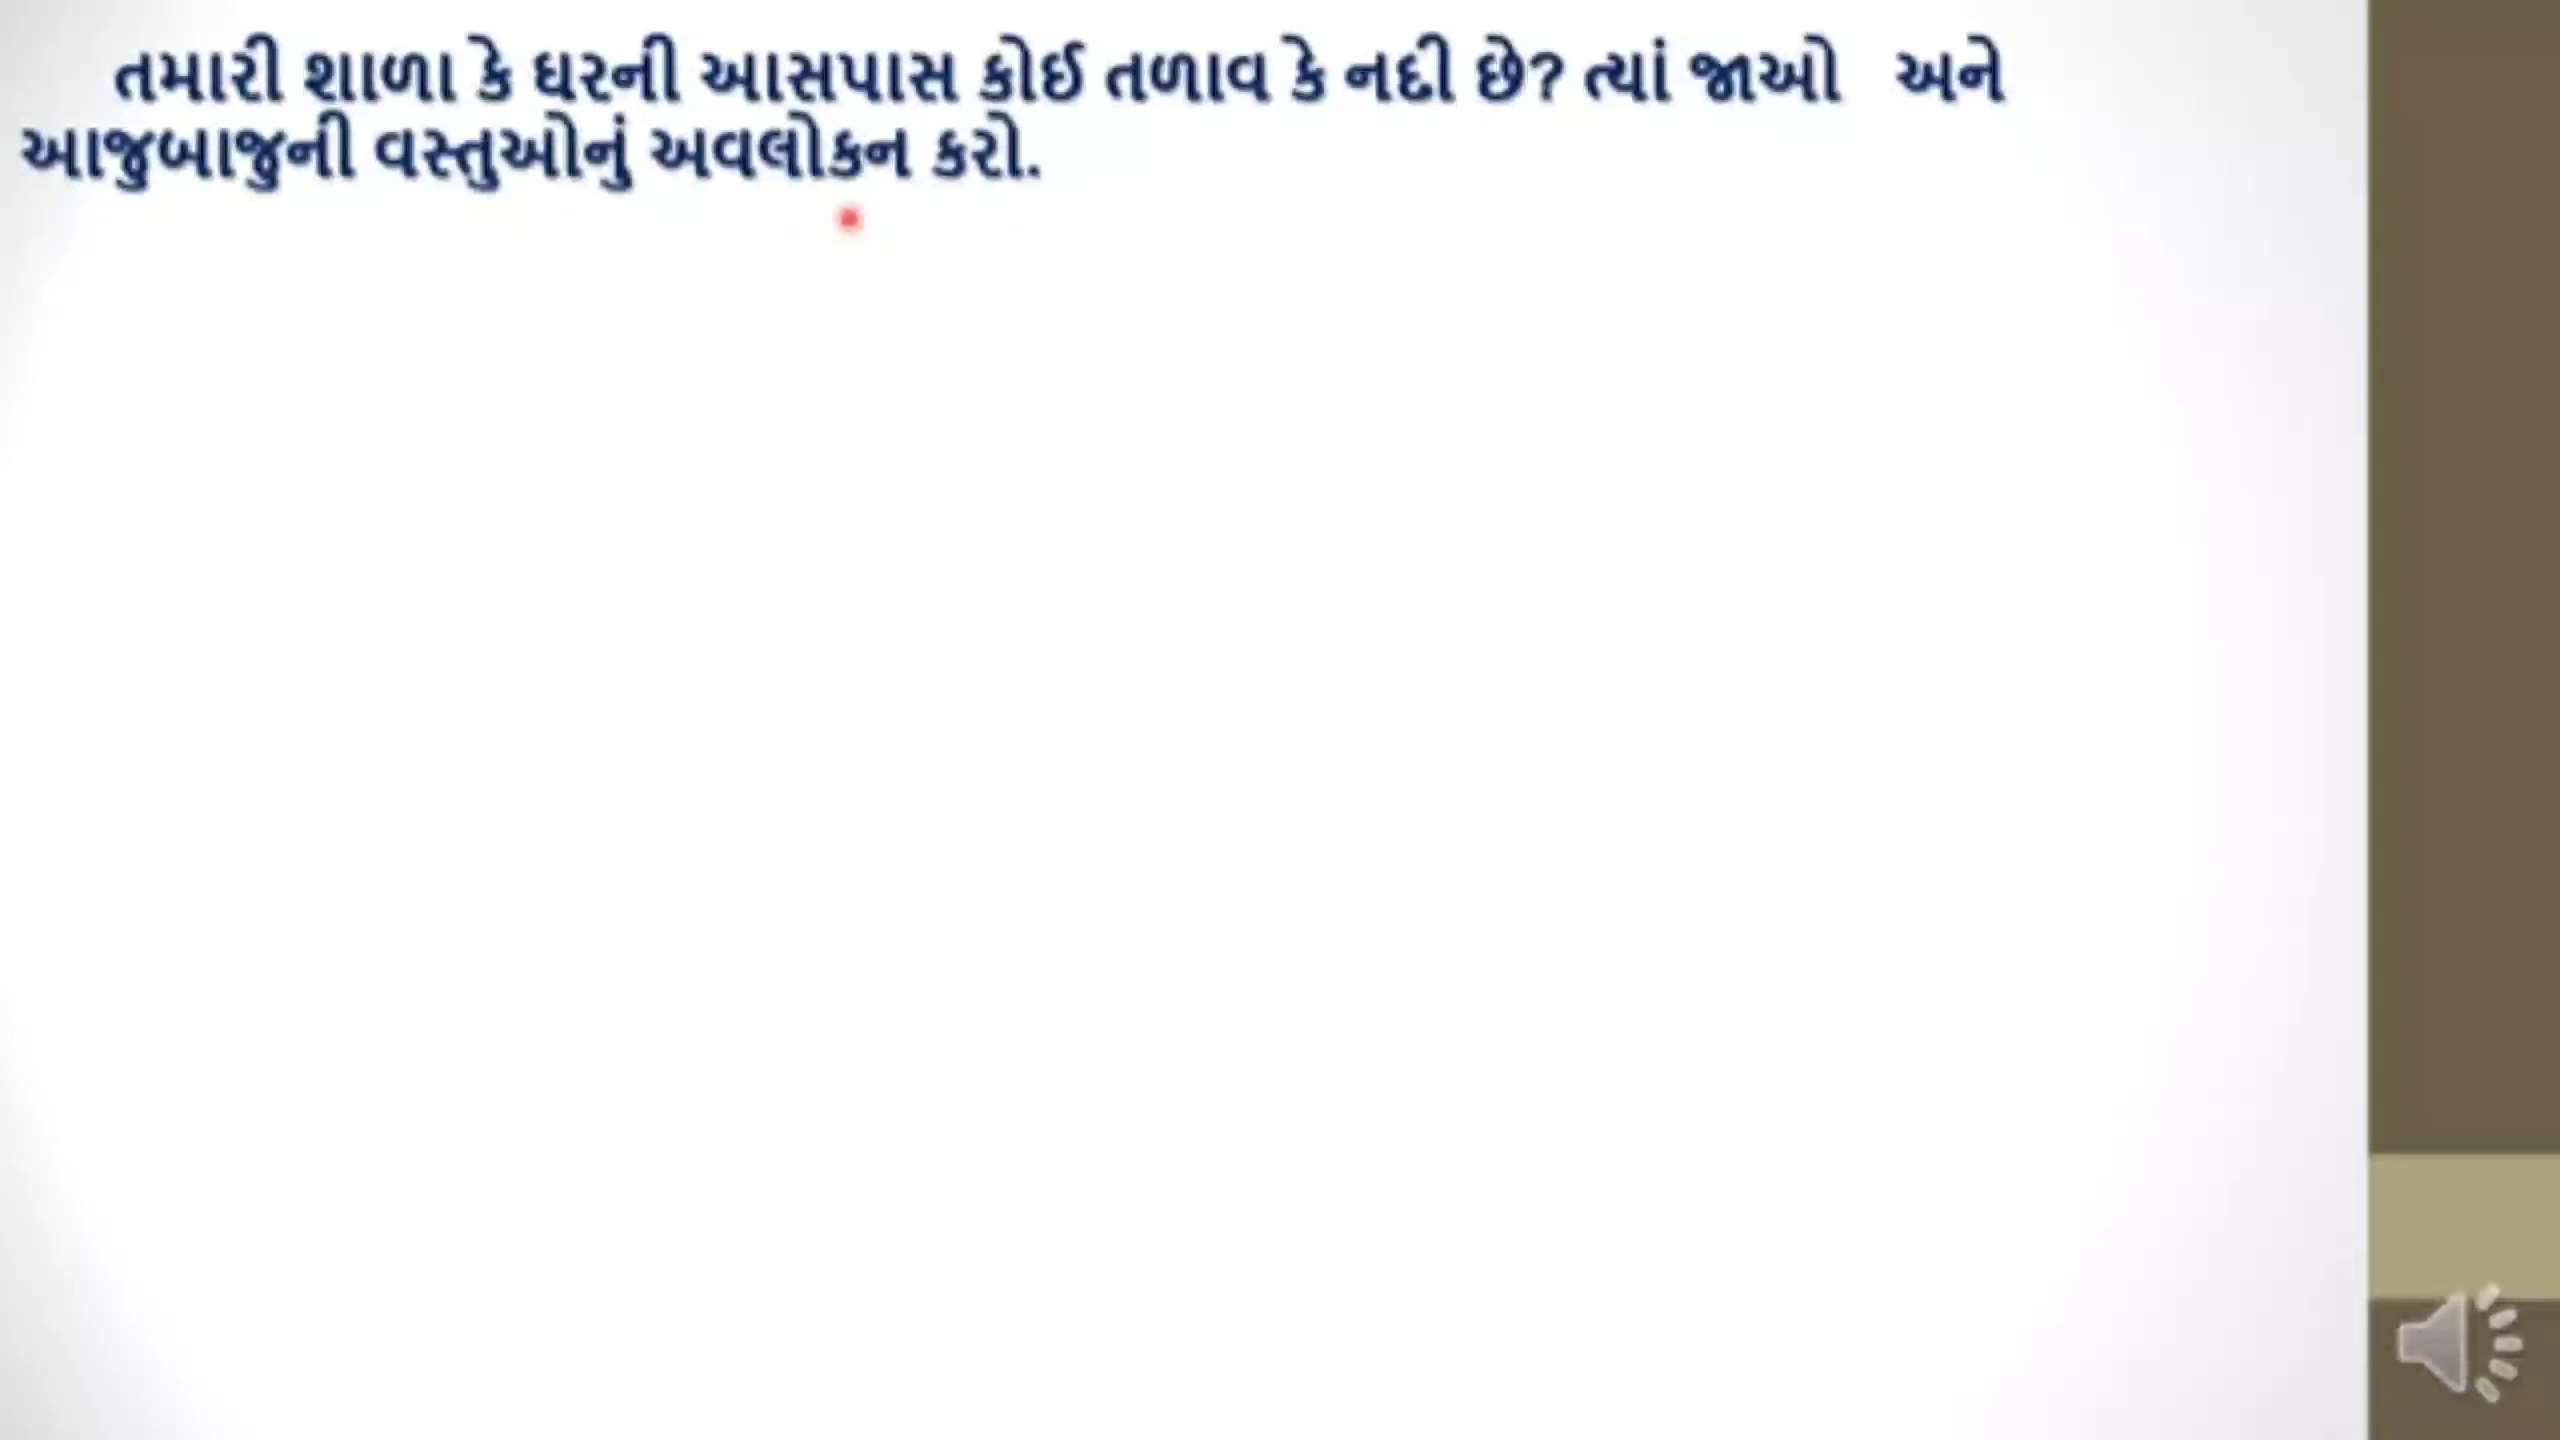 તમારી શાળા કે ઘરની આસપાસ કોઈ તળાવ કે નદી છે? ત્યાં જાઓ અને
આજુબાજુની વસ્તુઓનું અવલોકન કરો.